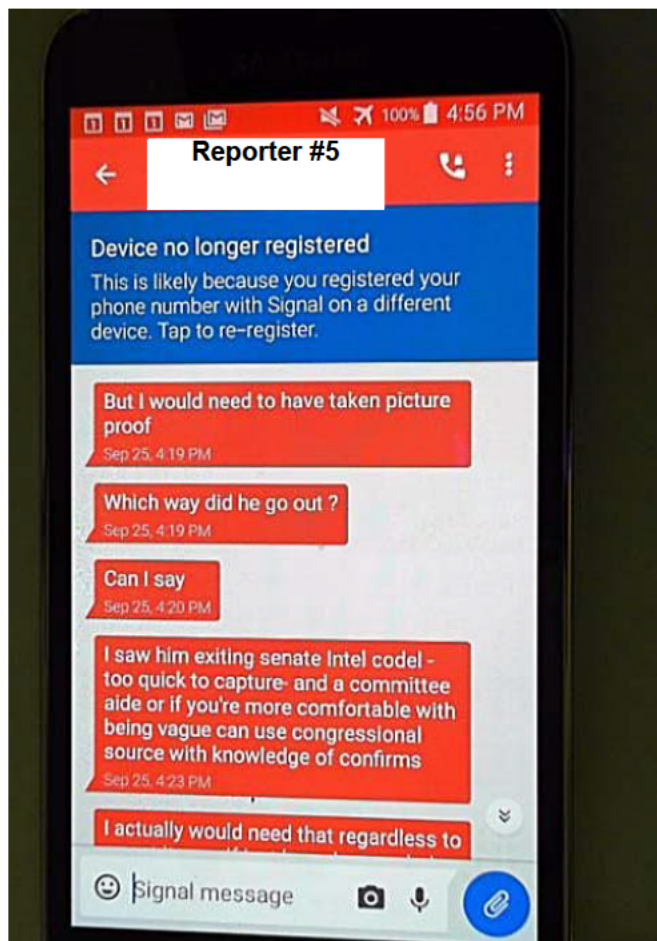 100% 4:56 PM
Reporter #5
Device no longer registered
This is likely because you registered your
phone number with Signal on a different
device. Tap to re-register.
But I would need to have taken picture
proof
Sep 25, 4:19 PM
Which way did he go out ?
Sep 25, 4:19 PM
Can I say
Sep 25, 4:20 PM
I saw him exiting senate Intel codel -
too quick to capture- and a committee
aide or if you're more comfortable with
being vague can use congressional
source with knowledge of confirms
Sep 25, 4:23 PM
I actually would need that regardless to
Signal message